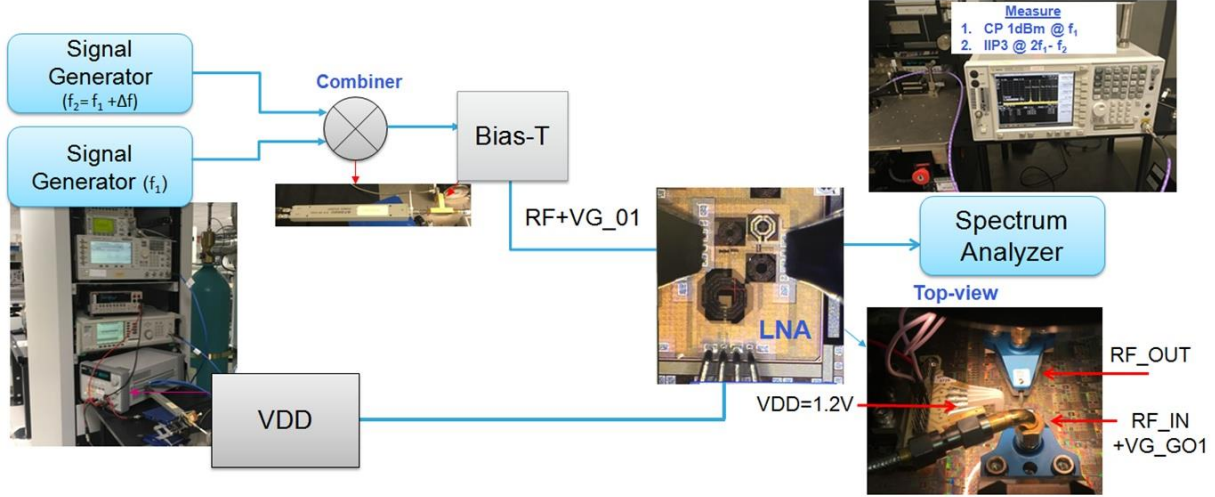 Signal
Generator
(f₂= f₁ +Δf)
Signal
Generator (f₁)
Combiner
Bias-T
RF+VG_01
Measure
1. CP 1dBm @ f₁
2. IIP3 @ 2f₁- f₂
Spectrum
Analyzer
LNA
Top-view
RF_OUT
VDD=1.2V
RF_IN
+VG_GO1
VDD